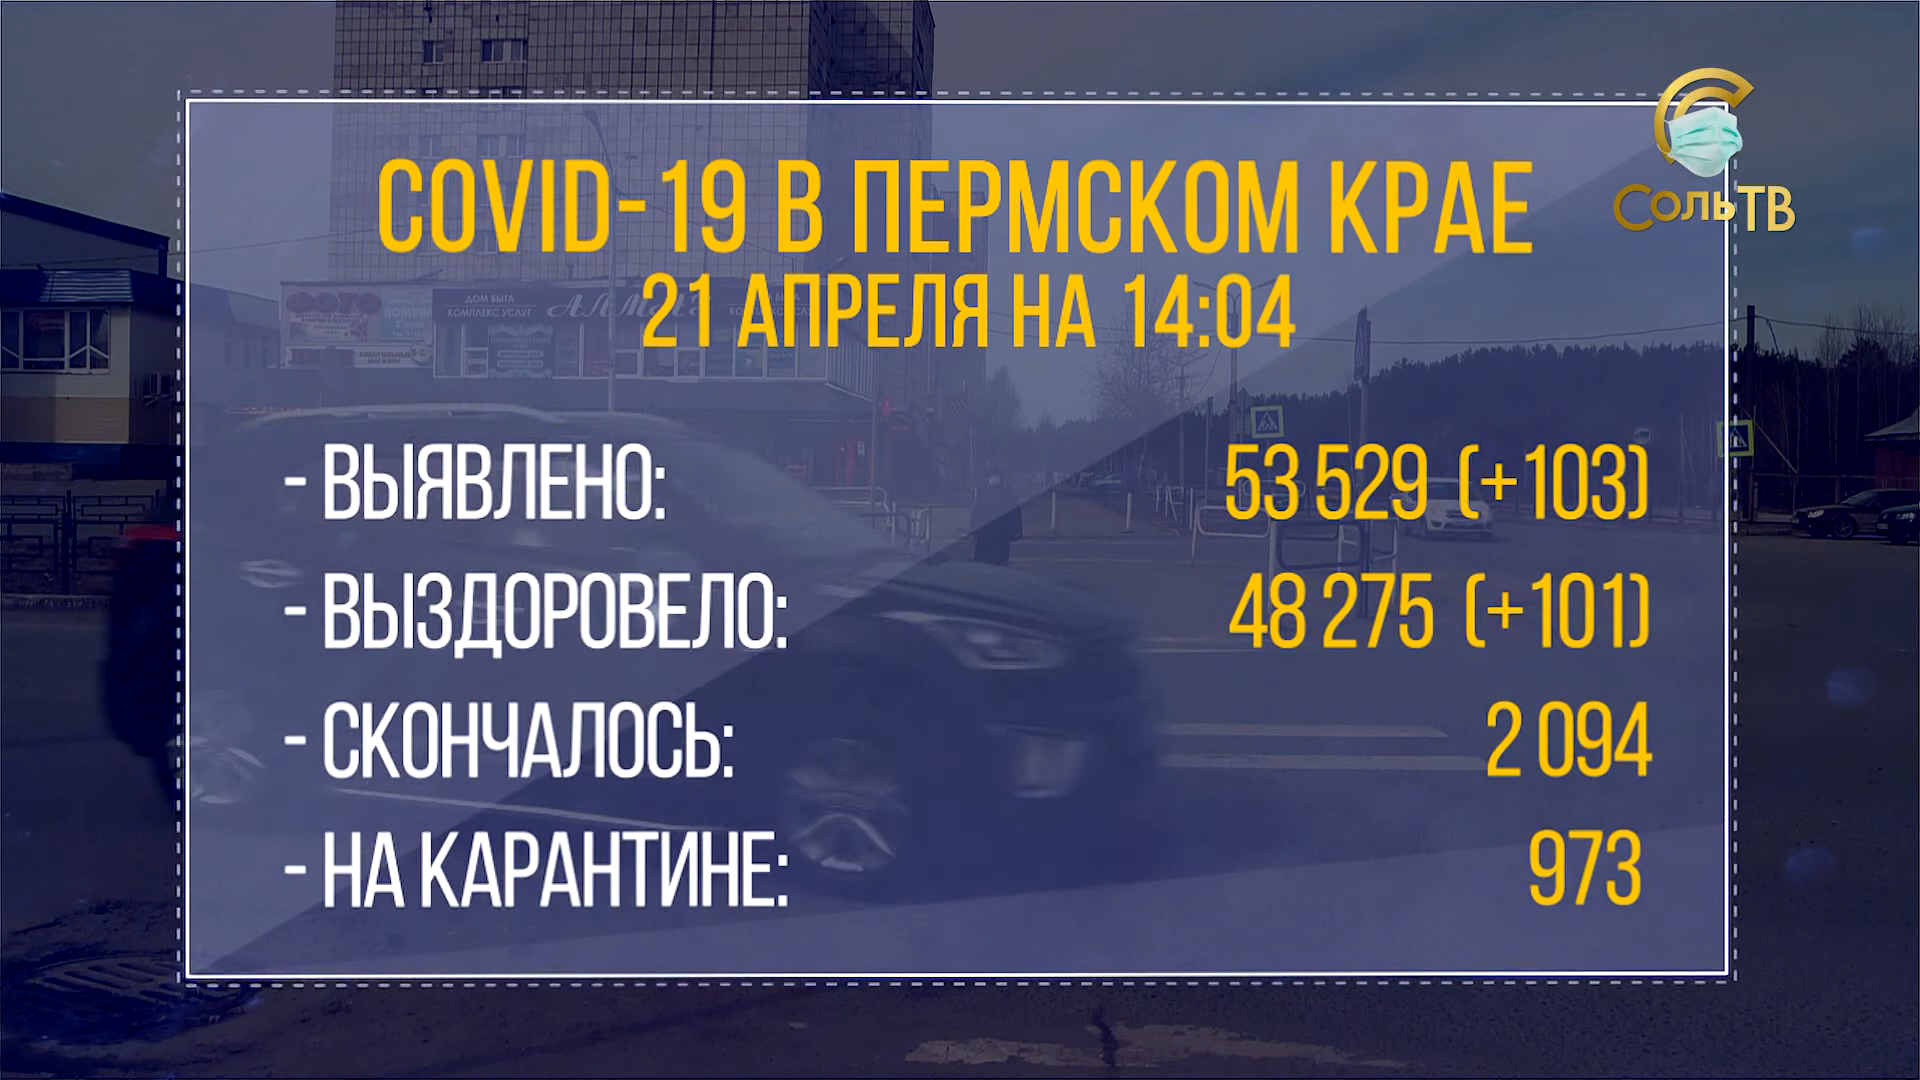 СОЛЬТВ
COVID-19 В ПЕРМСКОМ КРАЕ
21 АПРЕЛЯ НА 14:04
ДОМ БЫТА
КОМПЛЕКС УСЛУГ
- ВЫЯВЛЕНО: 53 529 (+103)
- ВЫЗДОРОВЕЛО: 48 275 (+101)
- СКОНЧАЛОСЬ: 2 094
- НА КАРАНТИНЕ: 973